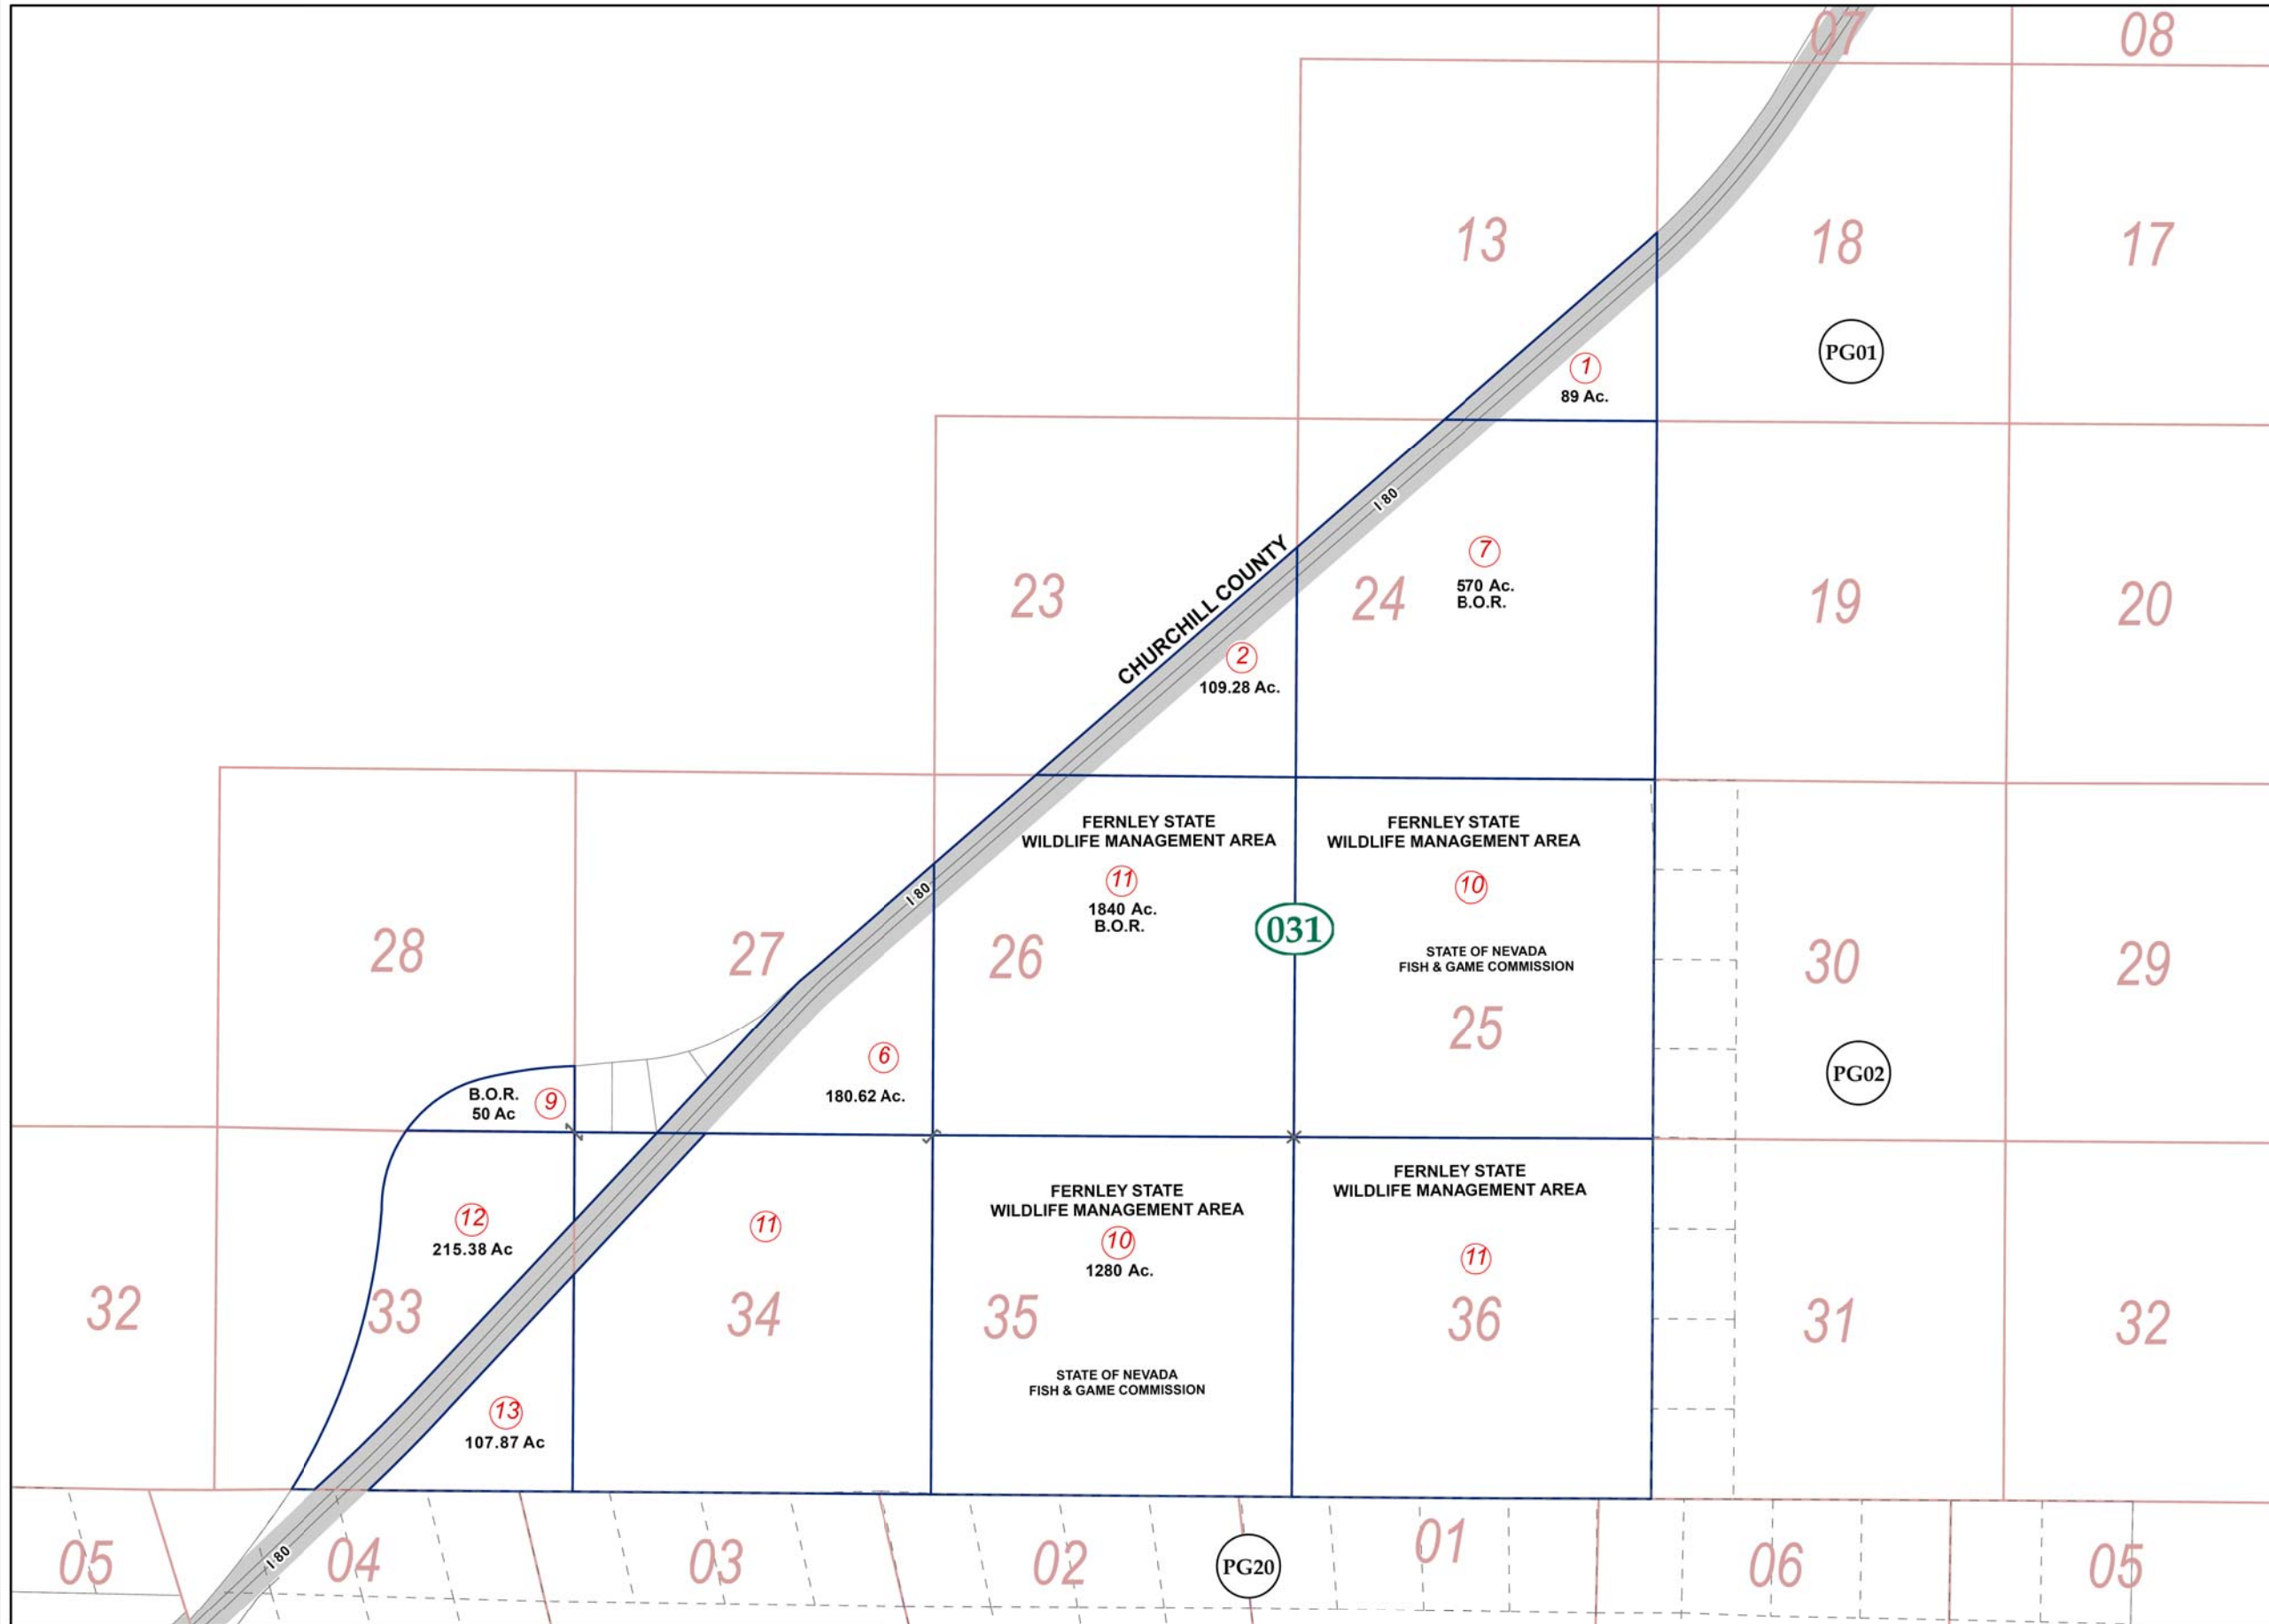 07
08
13
18
17
PG01
1
89 Ac.
I 80
7
CHURCHILL COUNTY
23
24
570 Ac.
B.O.R.
19
20
2
109.28 Ac.
FERNLEY STATE
WILDLIFE MANAGEMENT AREA
FERNLEY STATE
WILDLIFE MANAGEMENT AREA
I 80
11
10
1840 Ac.
B.O.R.
031
28
27
26
STATE OF NEVADA
FISH & GAME COMMISSION
30
29
25
6
180.62 Ac.
B.O.R.
50 Ac
9
PG02
FERNLEY STATE
WILDLIFE MANAGEMENT AREA
FERNLEY STATE
WILDLIFE MANAGEMENT AREA
12
215.38 Ac
11
10
1280 Ac.
11
32
33
34
35
36
31
32
STATE OF NEVADA
FISH & GAME COMMISSION
13
107.87 Ac
05
I 80
04
03
02
PG20
01
06
05